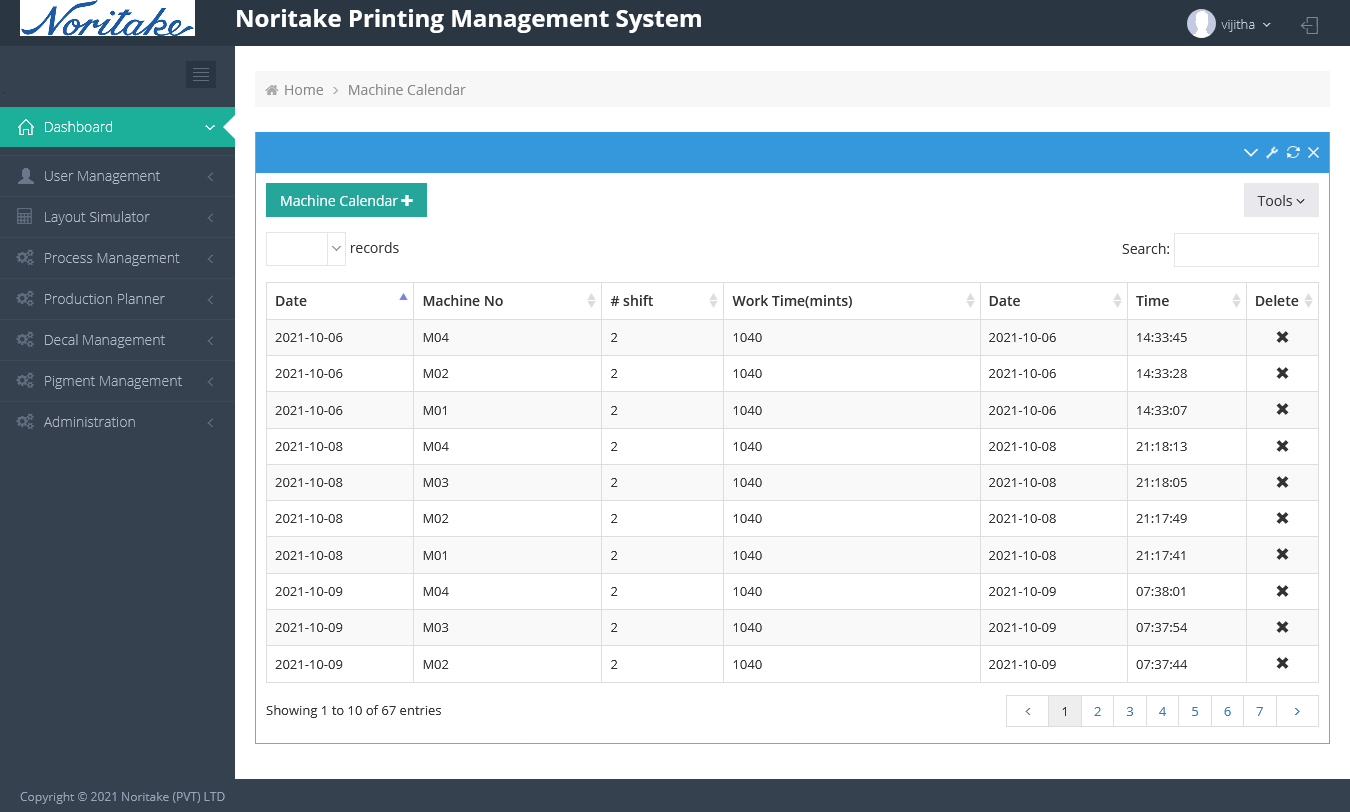 Noritake
Noritake Printing Management System
vijitha
Home > Machine Calendar
Dashboard
User Management
Layout Simulator
Process Management
Production Planner
Decal Management
Pigment Management
Administration
Machine Calendar
Tools
records
Search:
Date Machine No # shift Work Time(mints) Date Time Delete
2021-10-06 M04 2 1040 2021-10-06 14:33:45
2021-10-06 M02 2 1040 2021-10-06 14:33:28
2021-10-06 M01 2 1040 2021-10-06 14:33:07
2021-10-08 M04 2 1040 2021-10-08 21:18:13
2021-10-08 M03 2 1040 2021-10-08 21:18:05
2021-10-08 M02 2 1040 2021-10-08 21:17:49
2021-10-08 M01 2 1040 2021-10-08 21:17:41
2021-10-09 M04 2 1040 2021-10-09 07:38:01
2021-10-09 M03 2 1040 2021-10-09 07:37:54
2021-10-09 M02 2 1040 2021-10-09 07:37:44
Showing 1 to 10 of 67 entries
< 1 2 3 4 5 6 7 >
Copyright © 2021 Noritake (PVT) LTD